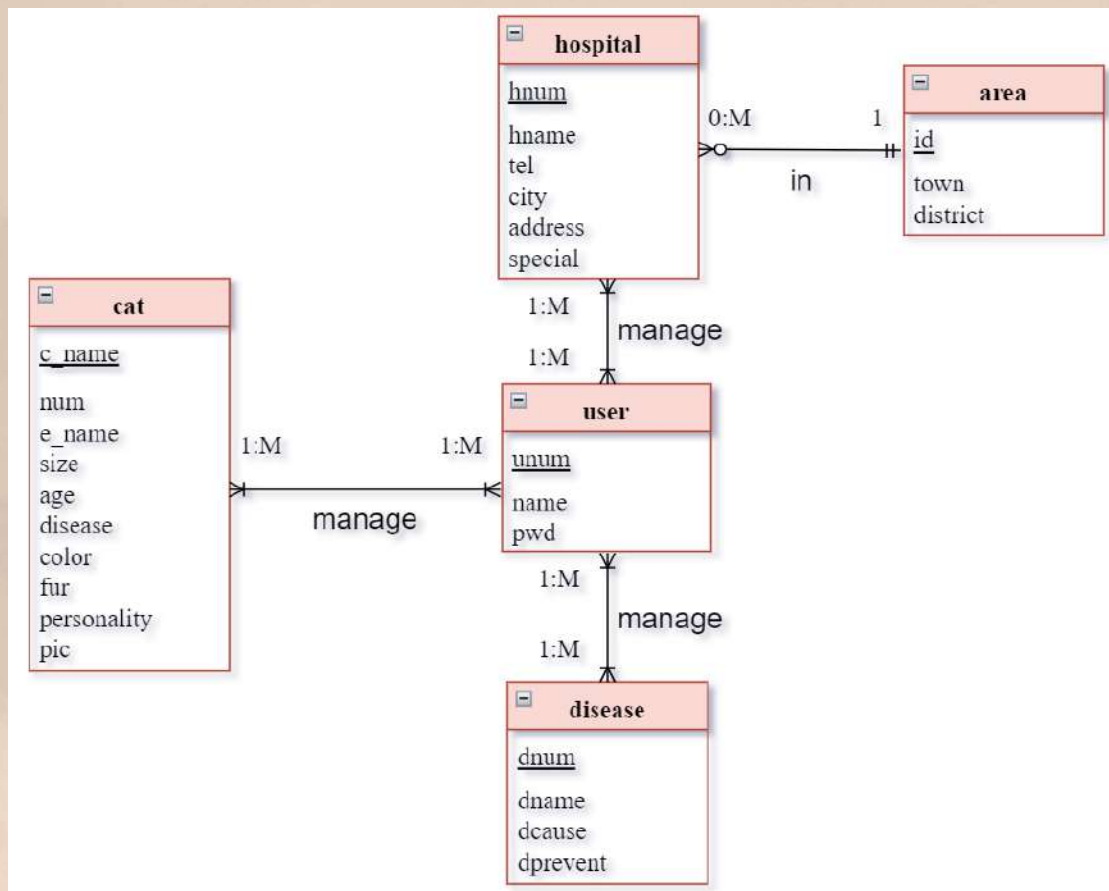 hospital
hnum
hname
tel
city
address
special
0:M
1
in
area
id
town
district
1:M
manage
1:M
cat
c_name
num
e_name
size
age
disease
color
fur
personality
pic
1:M
1:M
manage
user
unum
name
pwd
1:M
manage
1:M
disease
dnum
dname
dcause
dprevent